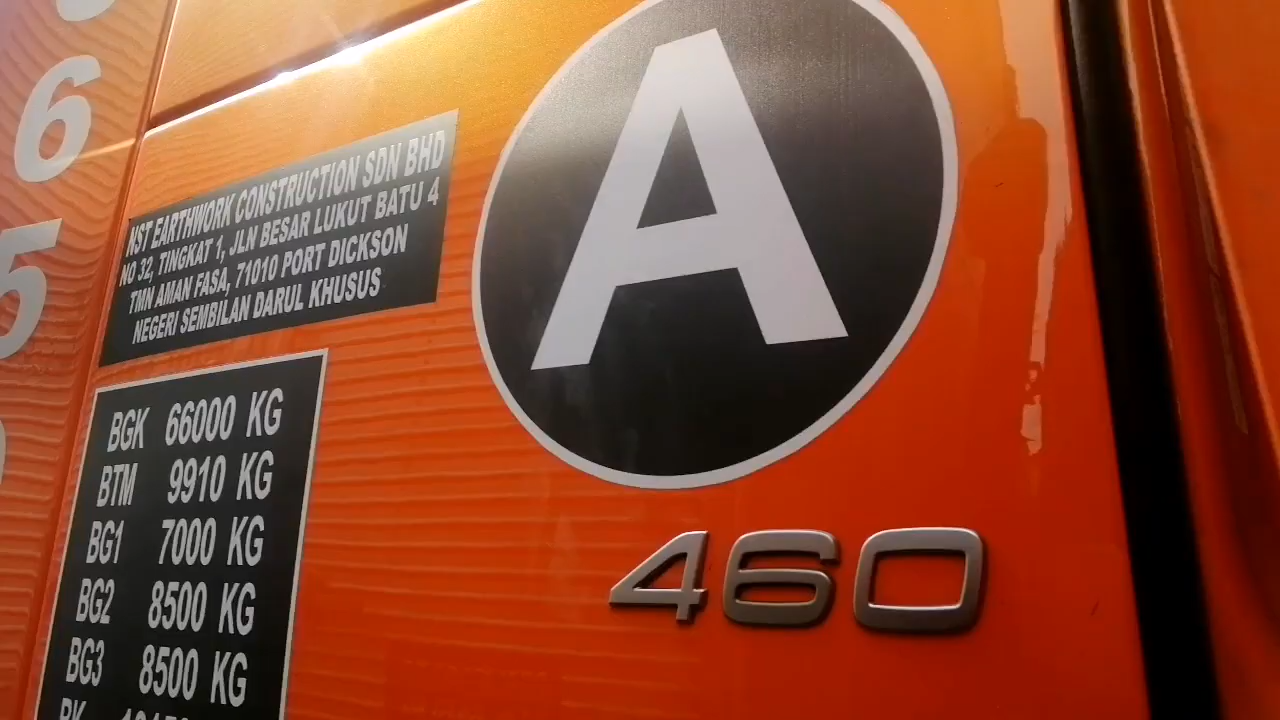 6
5
NST EARTHWORK CONSTRUCTION SDN BHD
NO 32, TINGKAT 1, JLN BESAR LUKUT BATU 4
TMN AMAN FASA, 71010 PORT DICKSON
NEGERI SEMBILAN DARUL KHUSUS
A
BGK 66000 KG
BTM 9910 KG
BG1 7000 KG
BG2 8500 KG
BG3 8500 KG
460